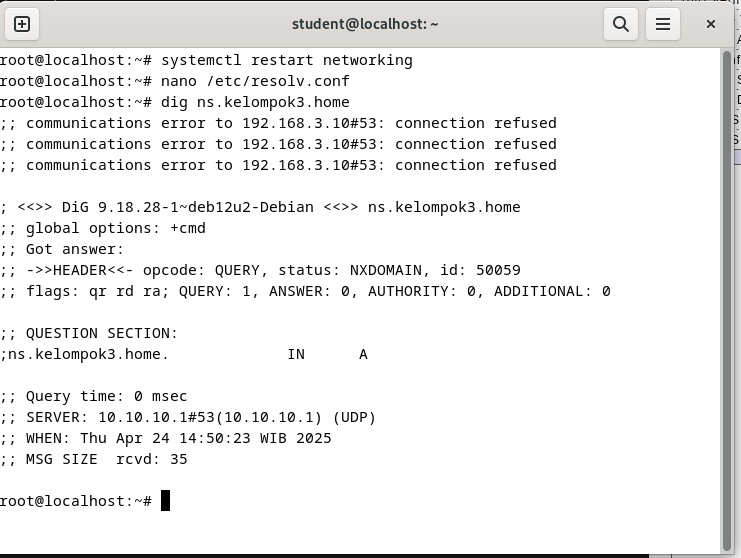 student@localhost: ~
root@localhost:~# systemctl restart networking
root@localhost:~# nano /etc/resolv.conf
root@localhost:~# dig ns.kelompok3.home
;; communications error to 192.168.3.10#53: connection refused
;; communications error to 192.168.3.10#53: connection refused
;; communications error to 192.168.3.10#53: connection refused
; <<>> DiG 9.18.28-1~deb12u2-Debian <<>> ns.kelompok3.home
;; global options: +cmd
;; Got answer:
;; ->>HEADER<<- opcode: QUERY, status: NXDOMAIN, id: 50059
;; flags: qr rd ra; QUERY: 1, ANSWER: 0, AUTHORITY: 0, ADDITIONAL: 0
;; QUESTION SECTION:
;ns.kelompok3.home. IN A
;; Query time: 0 msec
;; SERVER: 10.10.10.1#53(10.10.10.1) (UDP)
;; WHEN: Thu Apr 24 14:50:23 WIB 2025
;; MSG SIZE rcvd: 35
root@localhost:~#